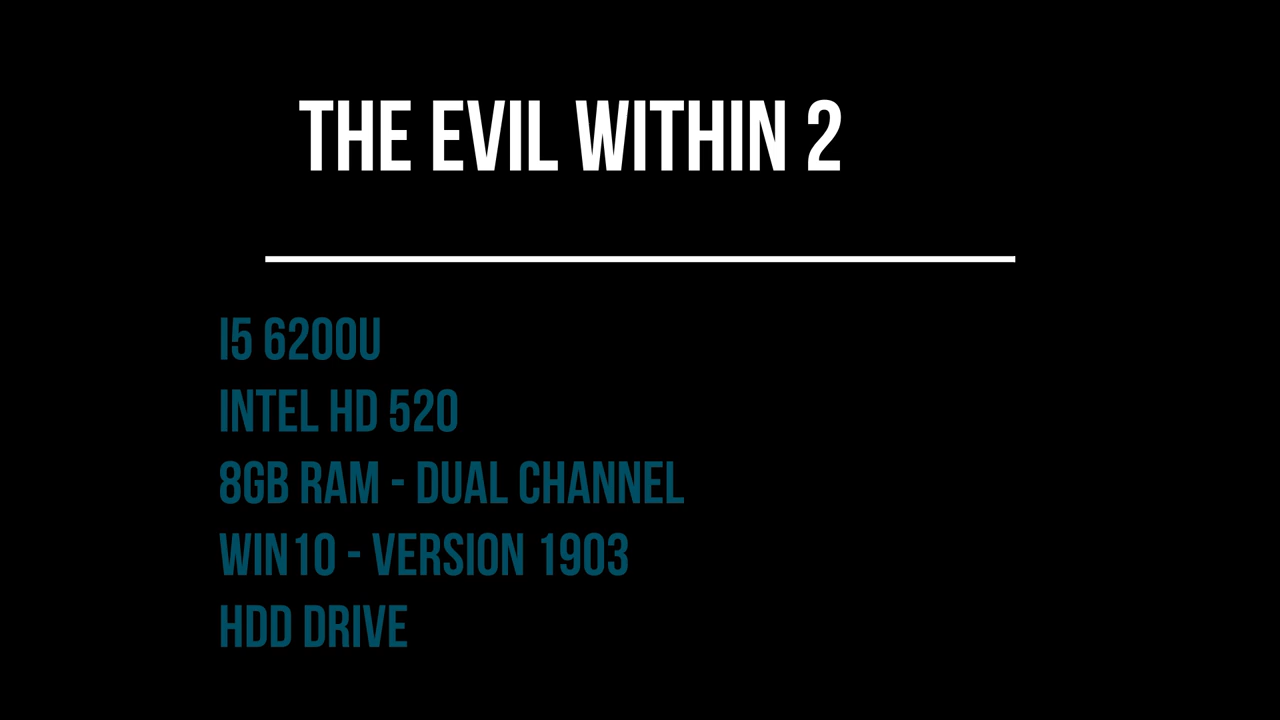 THE EVIL WITHIN 2
I5 6200U
INTEL HD 520
8GB RAM - DUAL CHANNEL
WIN10 - VERSION 1903
HDD DRIVE